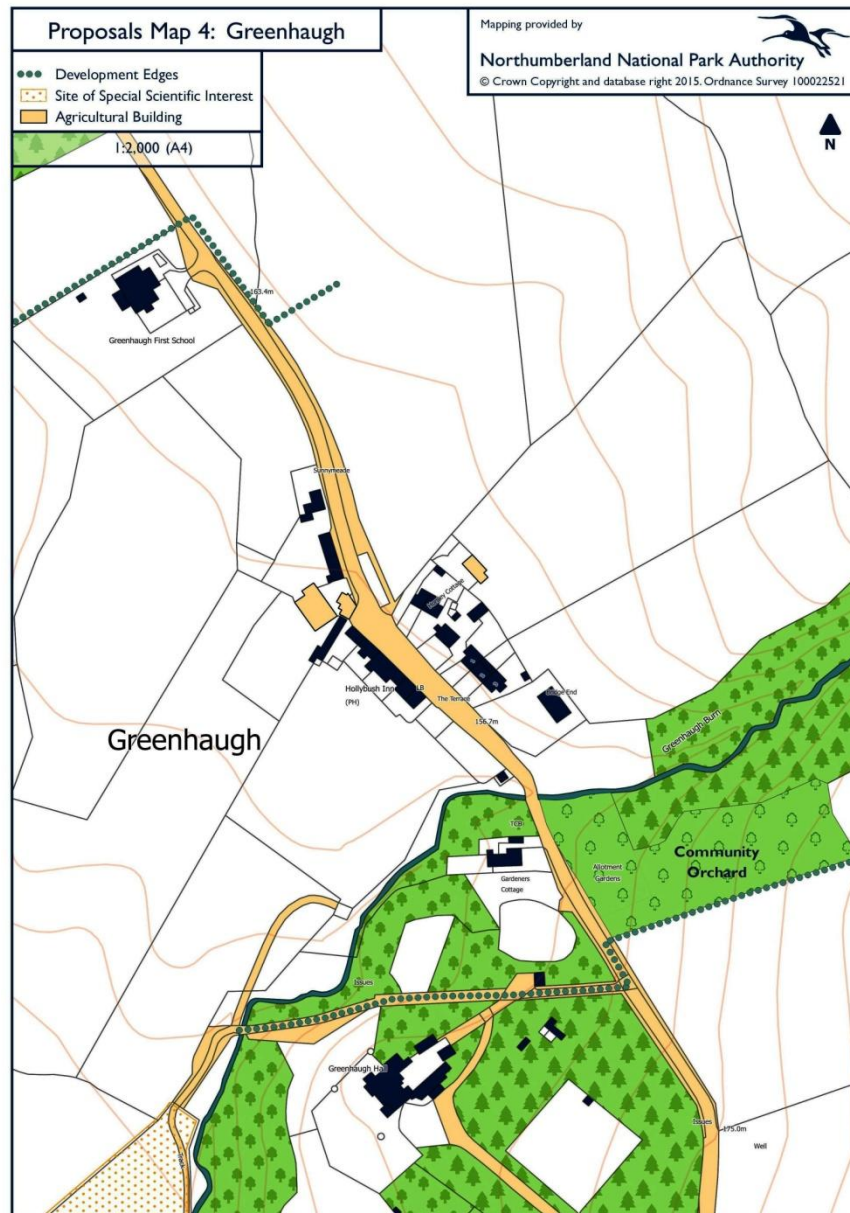 Proposals Map 4: Greenhaugh
Mapping provided by
Northumberland National Park Authority
© Crown Copyright and database right 2015. Ordnance Survey 100022521
Development Edges
Site of Special Scientific Interest
Agricultural Building
1:2,000 (A4)
N
163.4m
Greenhaugh First School
Sunnymeade
Cottage
Hollybush Inn
(PH)
LB
The Terrace
End
156.7m
Greenhaugh
Greenhaugh Burn
TCB
Community
Orchard
Allotment
Gardens
Gardeners
Cottage
Issues
Greenhaugh Hall
Issues
175.0m
Well
Track